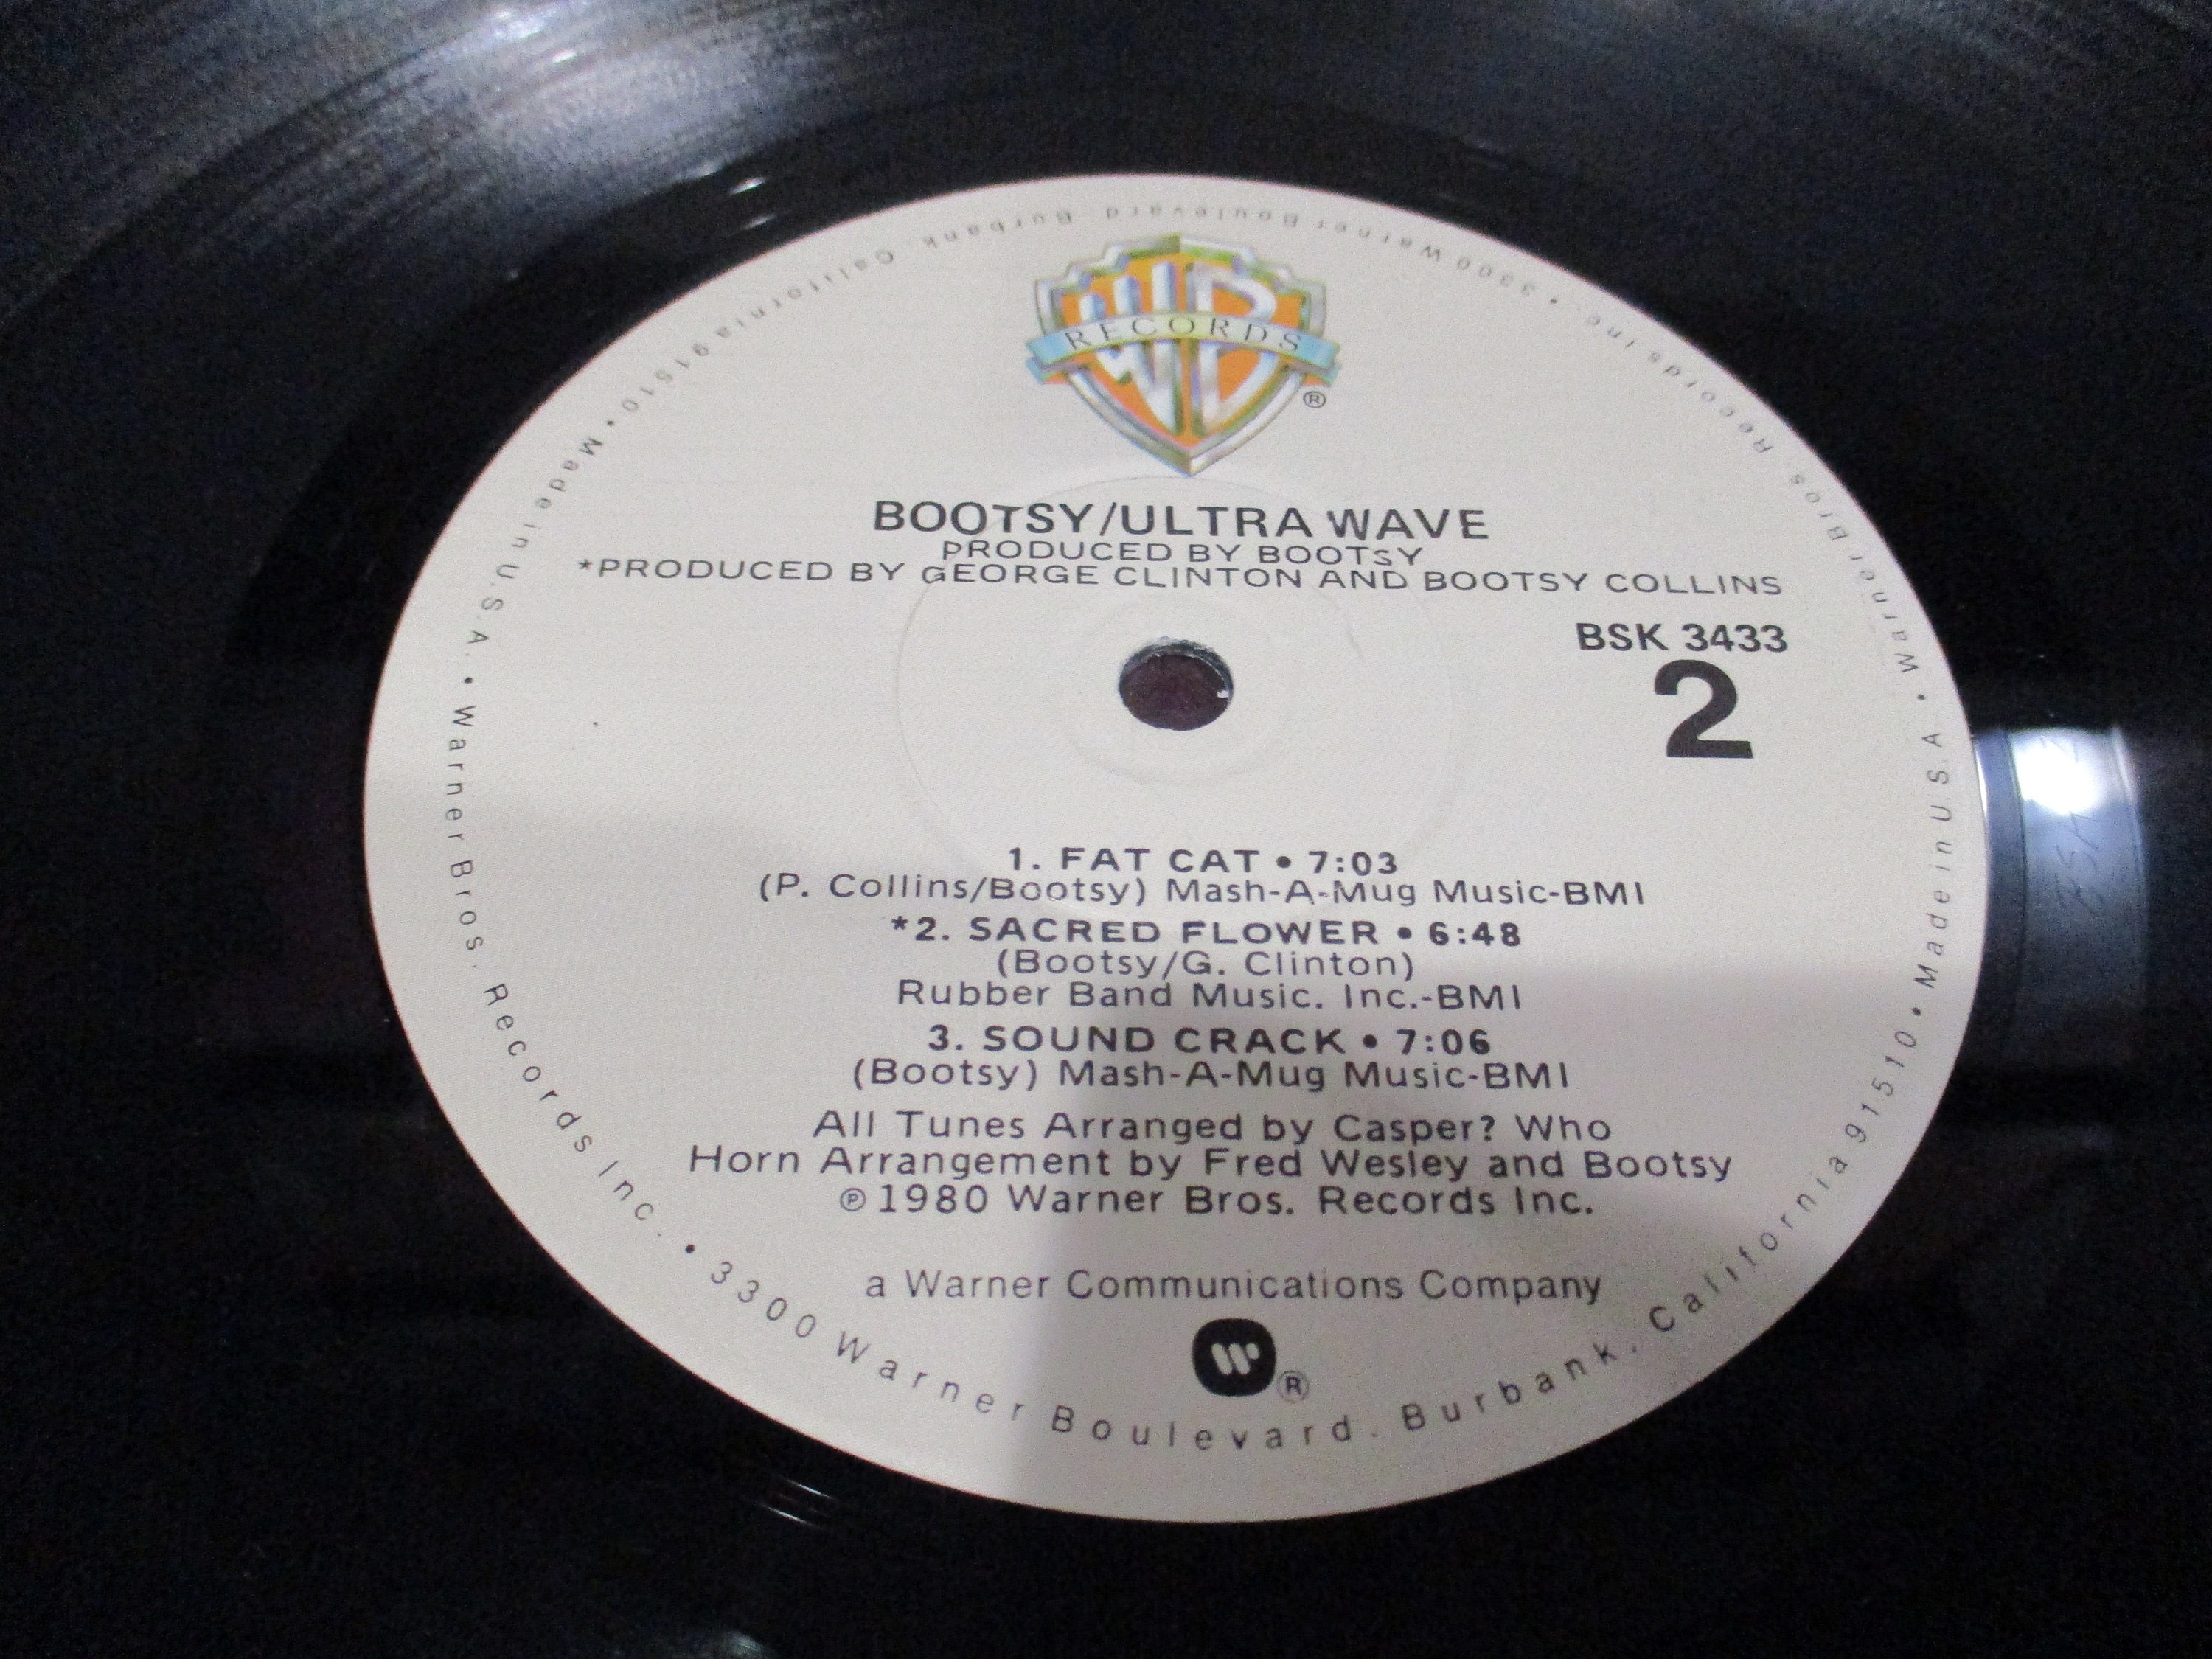 WB
RECORDS
®
BOOTSY/ULTRA WAVE
PRODUCED BY BOOTSY
*PRODUCED BY GEORGE CLINTON AND BOOTSY COLLINS
BSK 3433
2
1. FAT CAT • 7:03
(P. Collins/Bootsy) Mash-A-Mug Music-BMI
*2. SACRED FLOWER • 6:48
(Bootsy/G. Clinton)
Rubber Band Music. Inc.-BMI
3. SOUND CRACK • 7:06
(Bootsy) Mash-A-Mug Music-BMI
All Tunes Arranged by Casper? Who
Horn Arrangement by Fred Wesley and Bootsy
℗ 1980 Warner Bros. Records Inc.
a Warner Communications Company
®
Warner Bros. Records Inc. • 3300 Warner Boulevard. Burbank. California 91510 • Made in U.S.A. •
Warner Bros. Records Inc. • 3300 Warner Boulevard. Burbank. California 91510 • Made in U.S.A. •